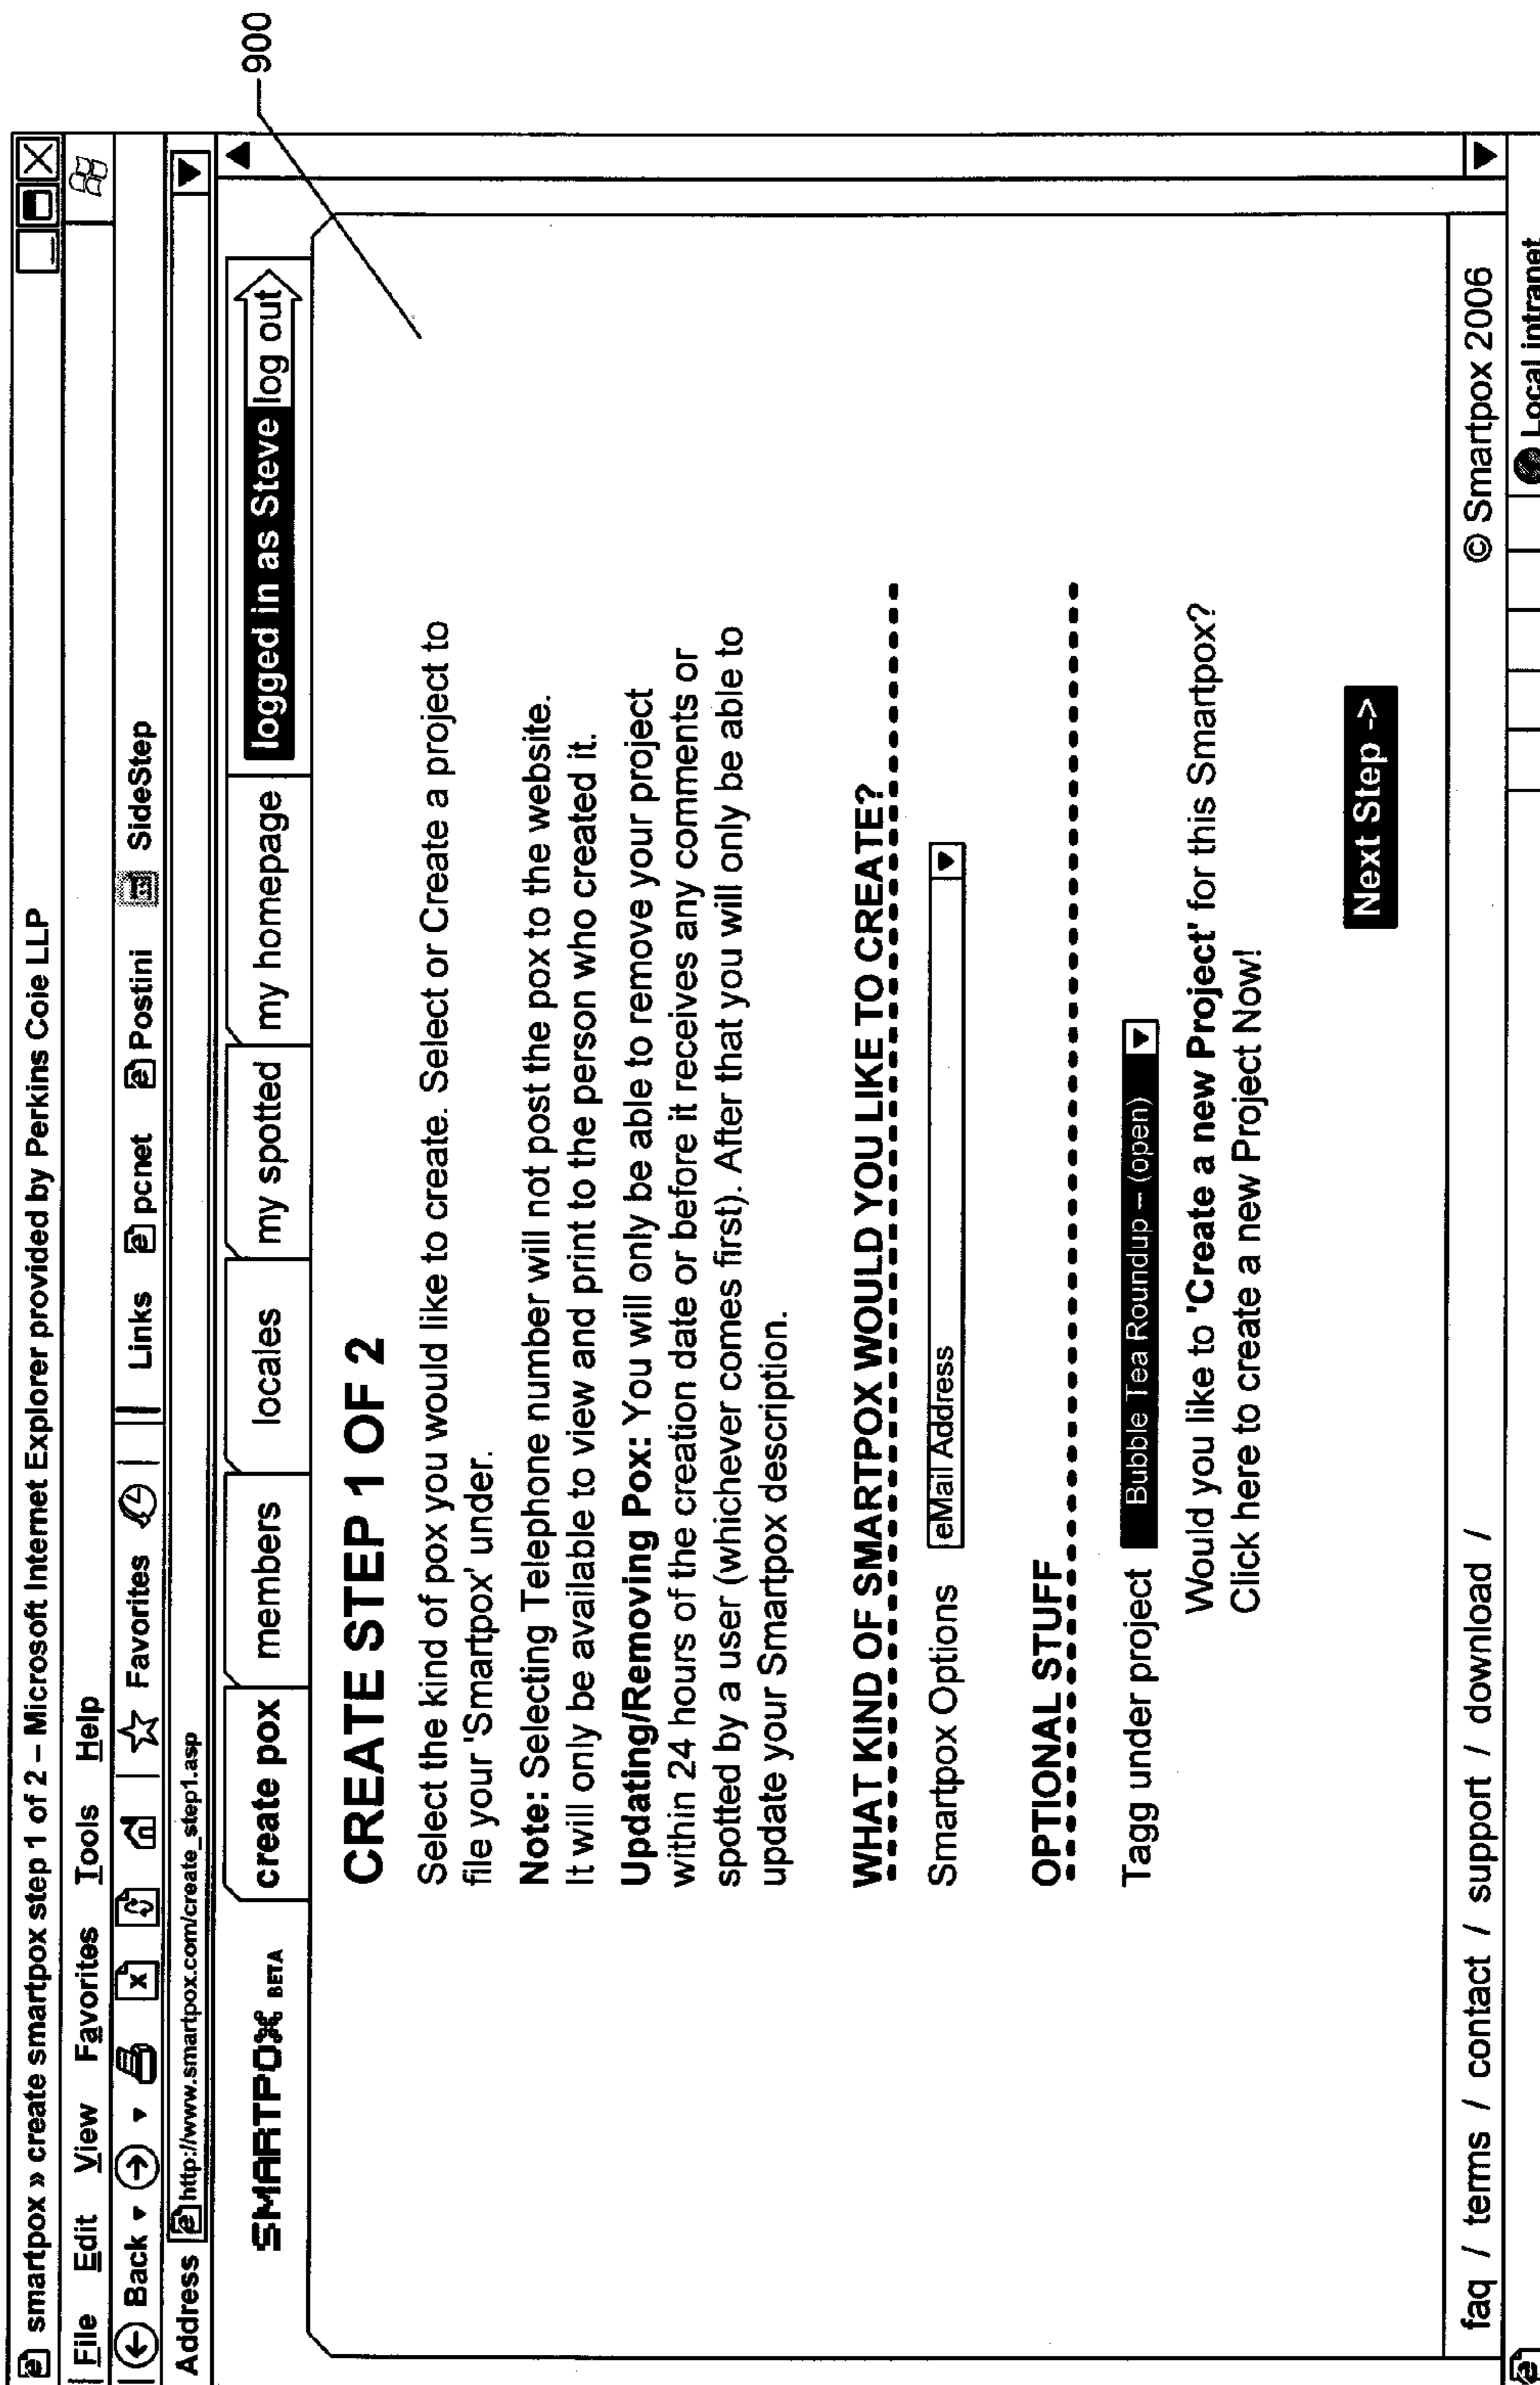 smartpox » create smartpox step 1 of 2 – Microsoft Internet Explorer provided by Perkins Coie LLP
File Edit View Favorites Tools Help
Back Favorites Links pcnet Postini SideStep
Address http://www.smartpox.com/create_step1.asp
SMARTPOX BETA create pox members locales my spotted my homepage logged in as Steve log out
900
CREATE STEP 1 OF 2
Select the kind of pox you would like to create. Select or Create a project to
file your 'Smartpox' under.
Note: Selecting Telephone number will not post the pox to the website.
It will only be available to view and print to the person who created it.
Updating/Removing Pox: You will only be able to remove your project
within 24 hours of the creation date or before it receives any comments or
spotted by a user (whichever comes first). After that you will only be able to
update your Smartpox description.
WHAT KIND OF SMARTPOX WOULD YOU LIKE TO CREATE?
Smartpox Options eMail Address
OPTIONAL STUFF
Tagg under project Bubble Tea Roundup -- (open)
Would you like to 'Create a new Project' for this Smartpox?
Click here to create a new Project Now!
Next Step ->
faq / terms / contact / support / download / © Smartpox 2006
Local intranet